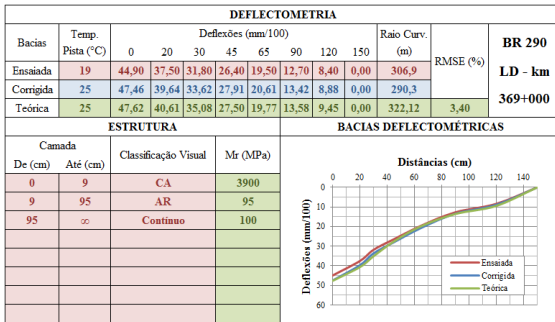 DEFLECTOMETRIA
Bacias Temp. Pista (°C) Deflexões (mm/100) Raio Curv. (m) RMSE (%) BR 290 LD - km 369+000
0 20 30 45 65 90 120 150
Ensaiada 19 44,90 37,50 31,80 26,40 19,50 12,70 8,40 0,00 306,9
Corrigida 25 47,46 39,64 33,62 27,91 20,61 13,42 8,88 0,00 290,3
Teórica 25 47,62 40,61 35,08 27,50 19,77 13,58 9,45 0,00 322,12 3,40
ESTRUTURA
Camada Classificação Visual Mr (MPa)
De (cm) Até (cm)
0 9 CA 3900
9 95 AR 95
95 ∞ Contínuo 100
BACIAS DEFLECTOMÉTRICAS
Distâncias (cm)
0 20 40 60 80 100 120 140
Deflexões (mm/100)
0
10
20
30
40
50
60
Ensaiada
Corrigida
Teórica